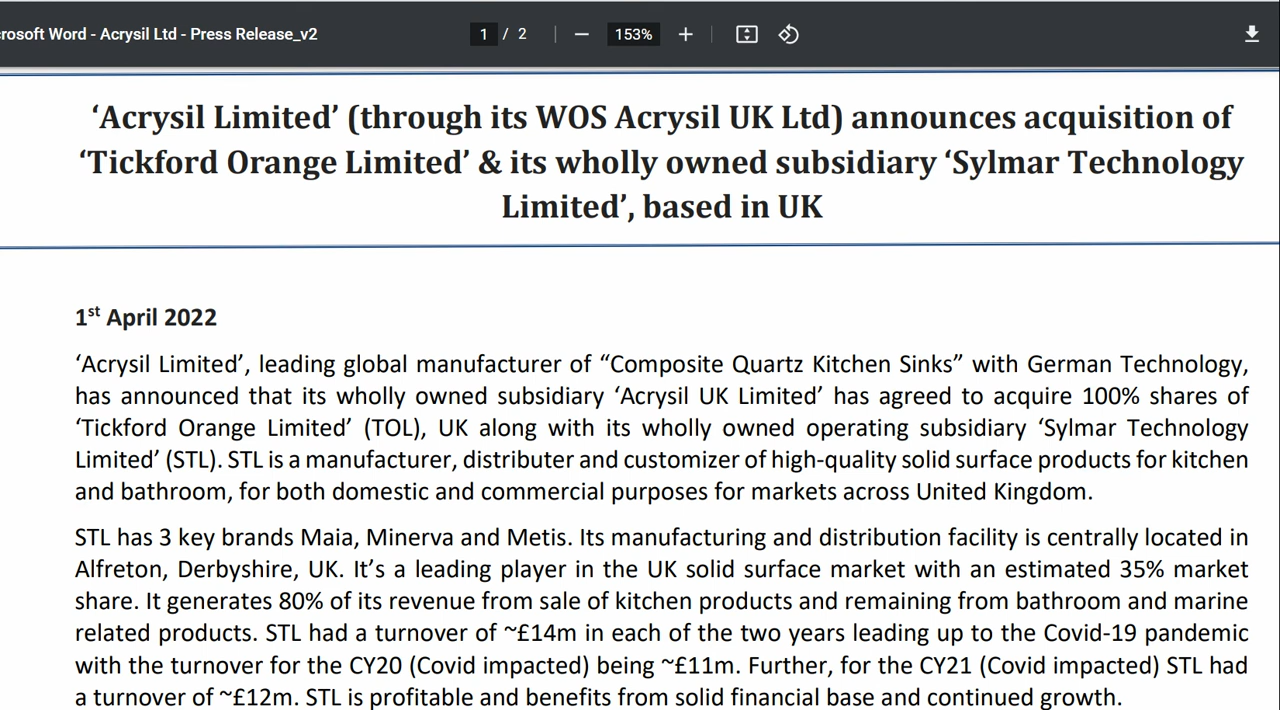 rosoft Word - Acrysil Ltd - Press Release_v2 1 / 2 153%
‘Acrysil Limited’ (through its WOS Acrysil UK Ltd) announces acquisition of
‘Tickford Orange Limited’ & its wholly owned subsidiary ‘Sylmar Technology
Limited’, based in UK
1st April 2022
‘Acrysil Limited’, leading global manufacturer of “Composite Quartz Kitchen Sinks” with German Technology,
has announced that its wholly owned subsidiary ‘Acrysil UK Limited’ has agreed to acquire 100% shares of
‘Tickford Orange Limited’ (TOL), UK along with its wholly owned operating subsidiary ‘Sylmar Technology
Limited’ (STL). STL is a manufacturer, distributer and customizer of high-quality solid surface products for kitchen
and bathroom, for both domestic and commercial purposes for markets across United Kingdom.
STL has 3 key brands Maia, Minerva and Metis. Its manufacturing and distribution facility is centrally located in
Alfreton, Derbyshire, UK. It’s a leading player in the UK solid surface market with an estimated 35% market
share. It generates 80% of its revenue from sale of kitchen products and remaining from bathroom and marine
related products. STL had a turnover of ~£14m in each of the two years leading up to the Covid-19 pandemic
with the turnover for the CY20 (Covid impacted) being ~£11m. Further, for the CY21 (Covid impacted) STL had
a turnover of ~£12m. STL is profitable and benefits from solid financial base and continued growth.